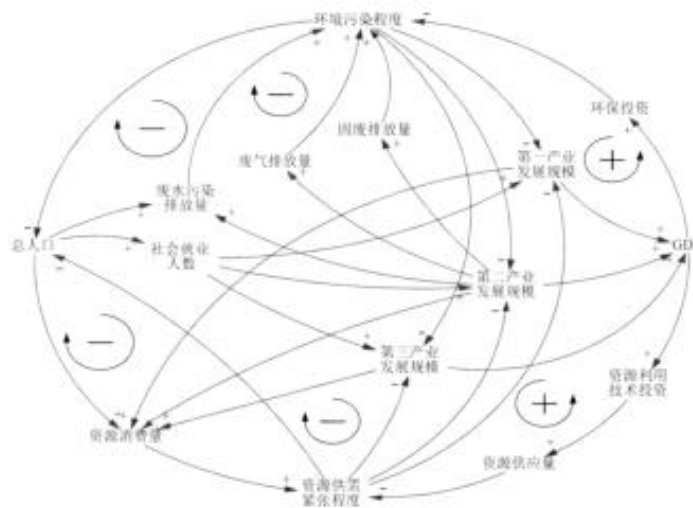 环境污染程度
环保投资
固废排放量
废气排放量
第一产业
发展规模
废水污染
排放量
总人口
社会就业
人数
GD
第二产业
发展规模
第三产业
发展规模
资源利用
技术投资
资源消费量
资源供应量
资源供需
紧张程度